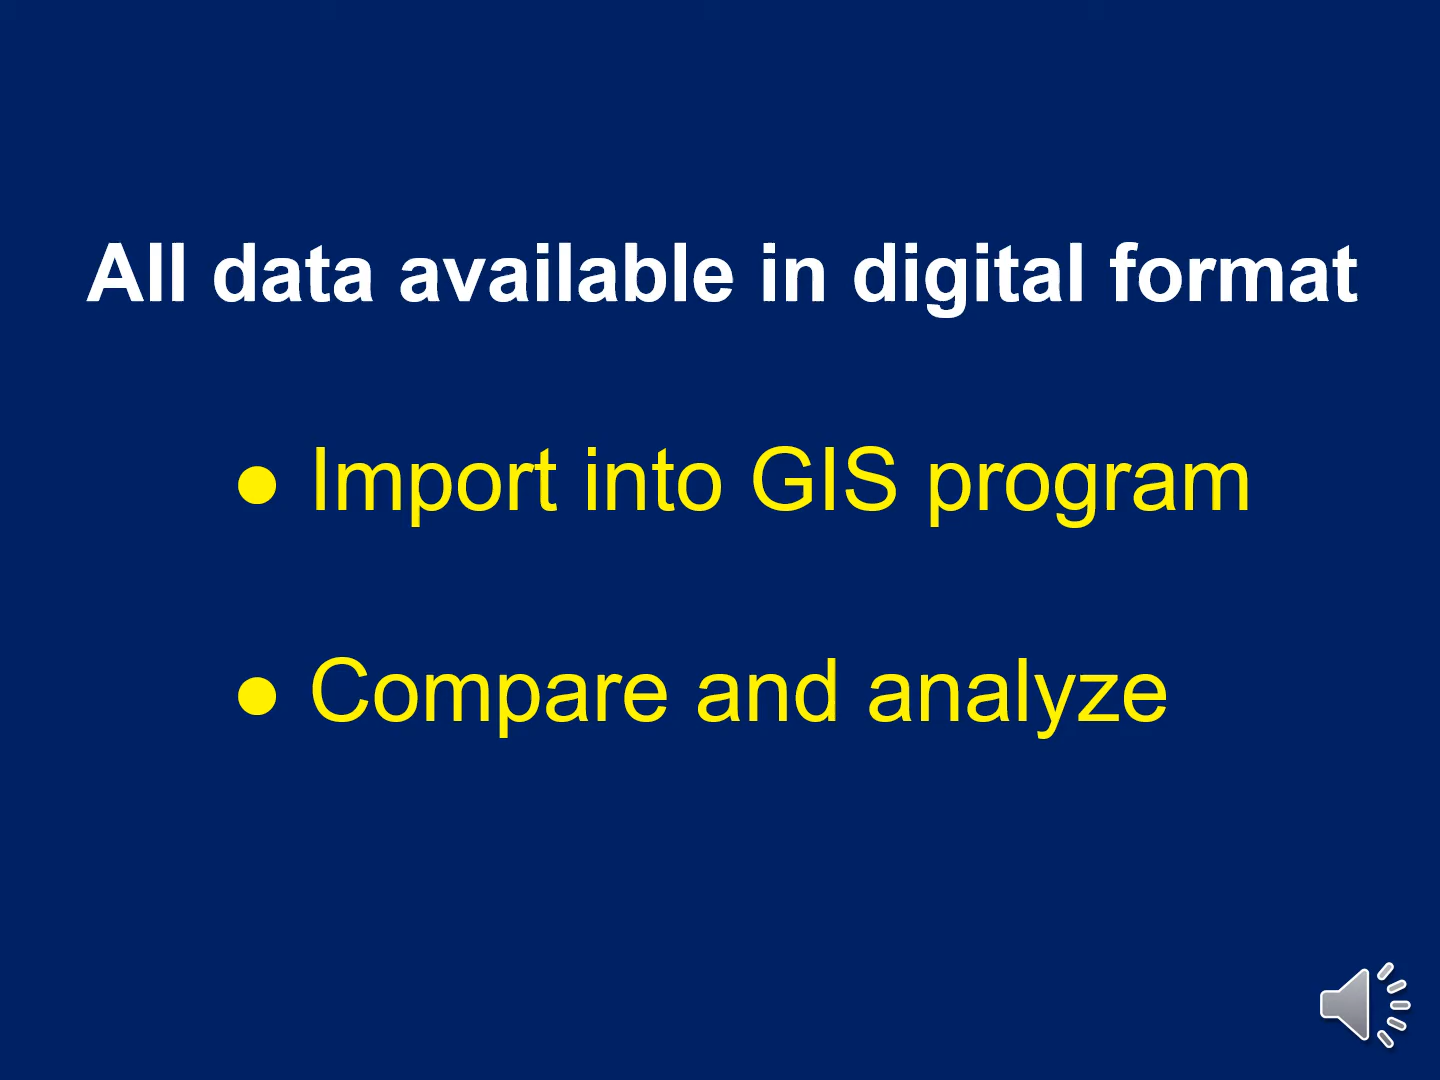 All data available in digital format
● Import into GIS program
● Compare and analyze